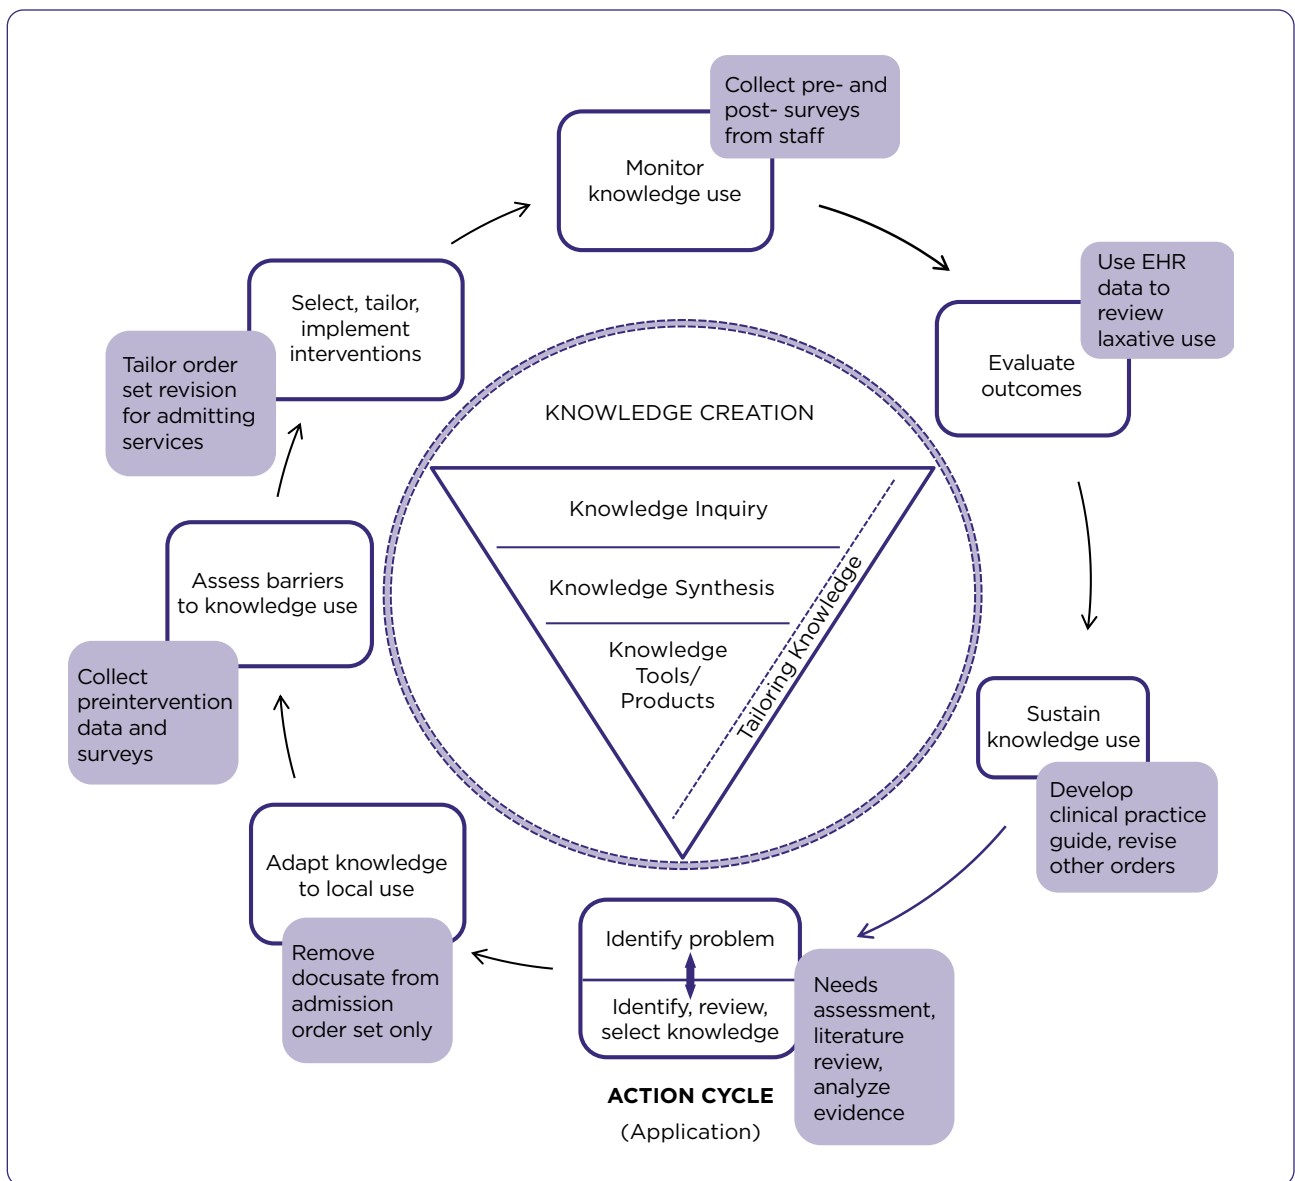 Collect pre- and
post- surveys
from staff
Monitor
knowledge use
Use EHR
data to
review
laxative use
Evaluate
outcomes
Select, tailor,
implement
interventions
Tailor order
set revision
for admitting
services
KNOWLEDGE CREATION
Knowledge Inquiry
Knowledge Synthesis
Knowledge
Tools/
Products
Tailoring Knowledge
Assess barriers
to knowledge use
Collect
preintervention
data and
surveys
Sustain
knowledge use
Develop
clinical practice
guide, revise
other orders
Adapt knowledge
to local use
Remove
docusate from
admission
order set only
Identify problem
Identify, review,
select knowledge
Needs
assessment,
literature
review,
analyze
evidence
ACTION CYCLE
(Application)